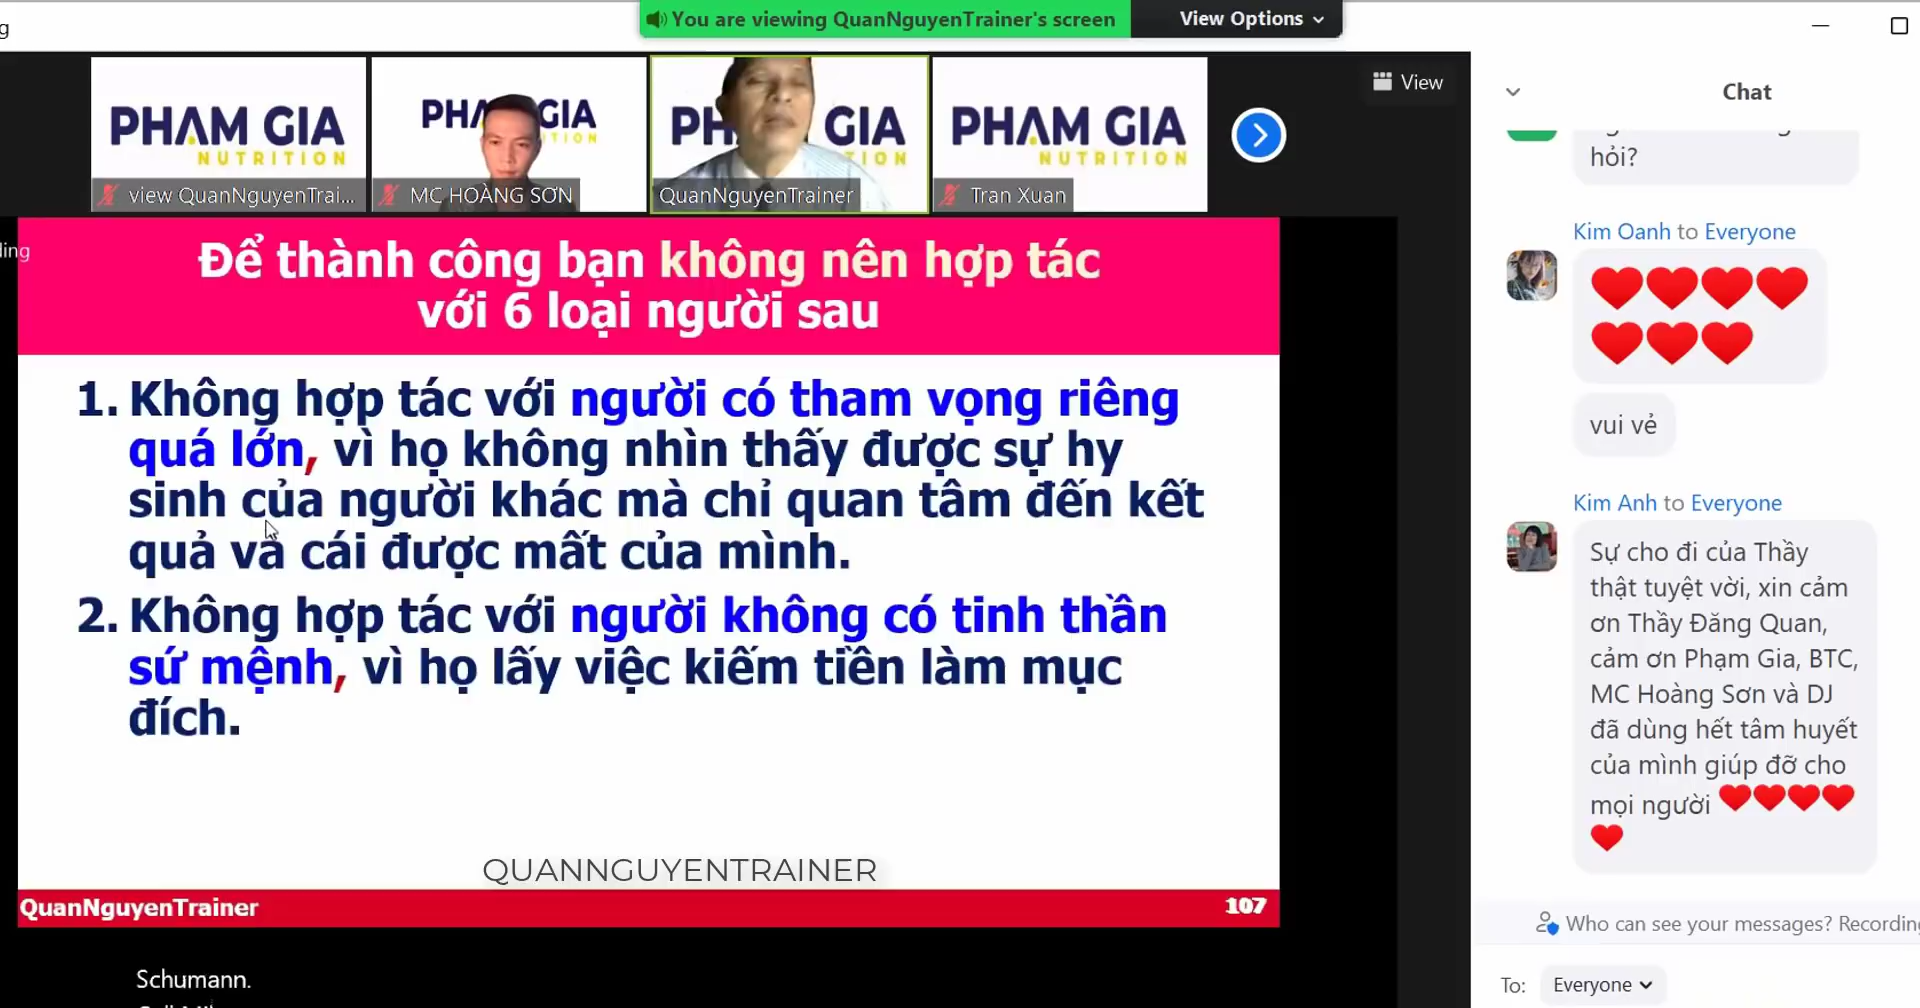 You are viewing QuanNguyenTrainer's screen
View Options
View
PHẠM GIA
NUTRITION
view QuanNguyenTrai...
MC HOÀNG SƠN
QuanNguyenTrainer
PHẠM GIA
NUTRITION
Tran Xuan
Để thành công bạn không nên hợp tác
với 6 loại người sau
1. Không hợp tác với người có tham vọng riêng
quá lớn, vì họ không nhìn thấy được sự hy
sinh của người khác mà chỉ quan tâm đến kết
quả và cái được mất của mình.
2. Không hợp tác với người không có tinh thần
sứ mệnh, vì họ lấy việc kiếm tiền làm mục
đích.
QUANNGUYENTRAINER
QuanNguyenTrainer
107
Schumann.
Chat
hỏi?
Kim Oanh to Everyone
vui vẻ
Kim Anh to Everyone
Sự cho đi của Thầy
thật tuyệt vời, xin cảm
ơn Thầy Đăng Quan,
cảm ơn Phạm Gia, BTC,
MC Hoàng Sơn và DJ
đã dùng hết tâm huyết
của mình giúp đỡ cho
mọi người
Who can see your messages? Recording
To: Everyone